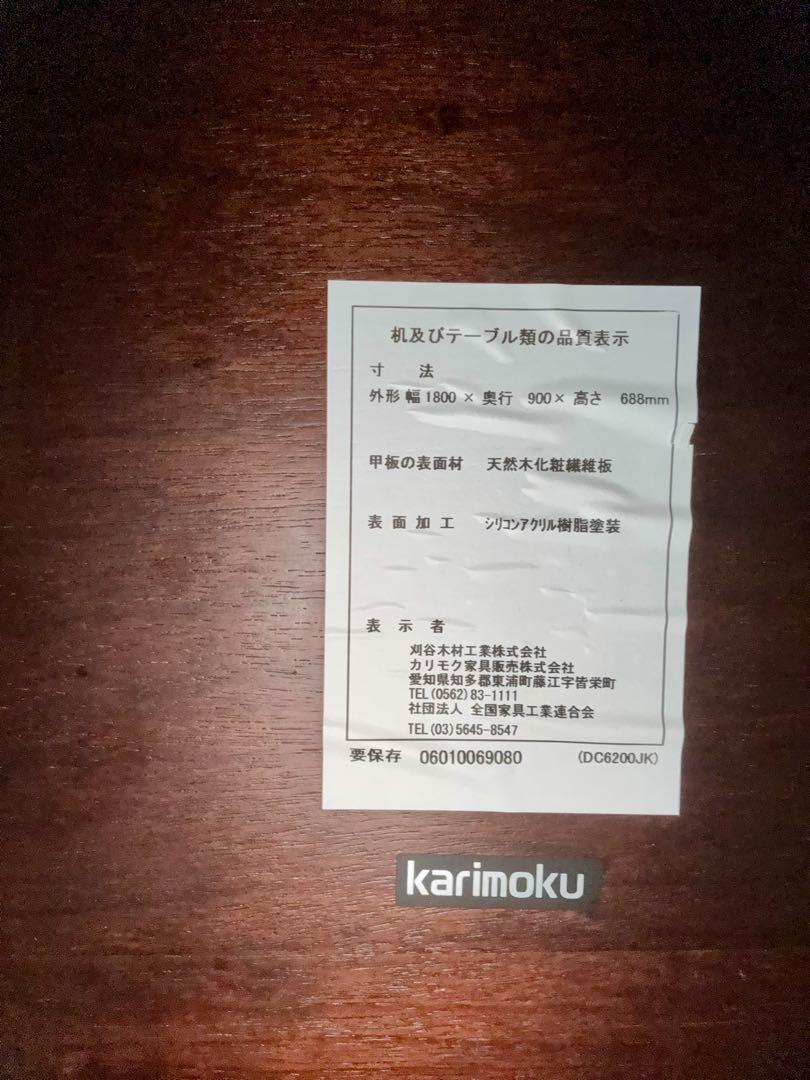 机及びテーブル類の品質表示
寸　法
外形 幅1800 × 奥行　900× 高さ　688mm
甲板の表面材　天然木化粧繊維板
表面加工　ｼﾘｺﾝｱｸﾘﾙ樹脂塗装
表示者
刈谷木材工業株式会社
カリモク家具販売株式会社
愛知県知多郡東浦町藤江字皆栄町
TEL(0562)83-1111
社団法人 全国家具工業連合会
TEL(03)5645-8547
要保存　06010069080　(DC6200JK)
karimoku